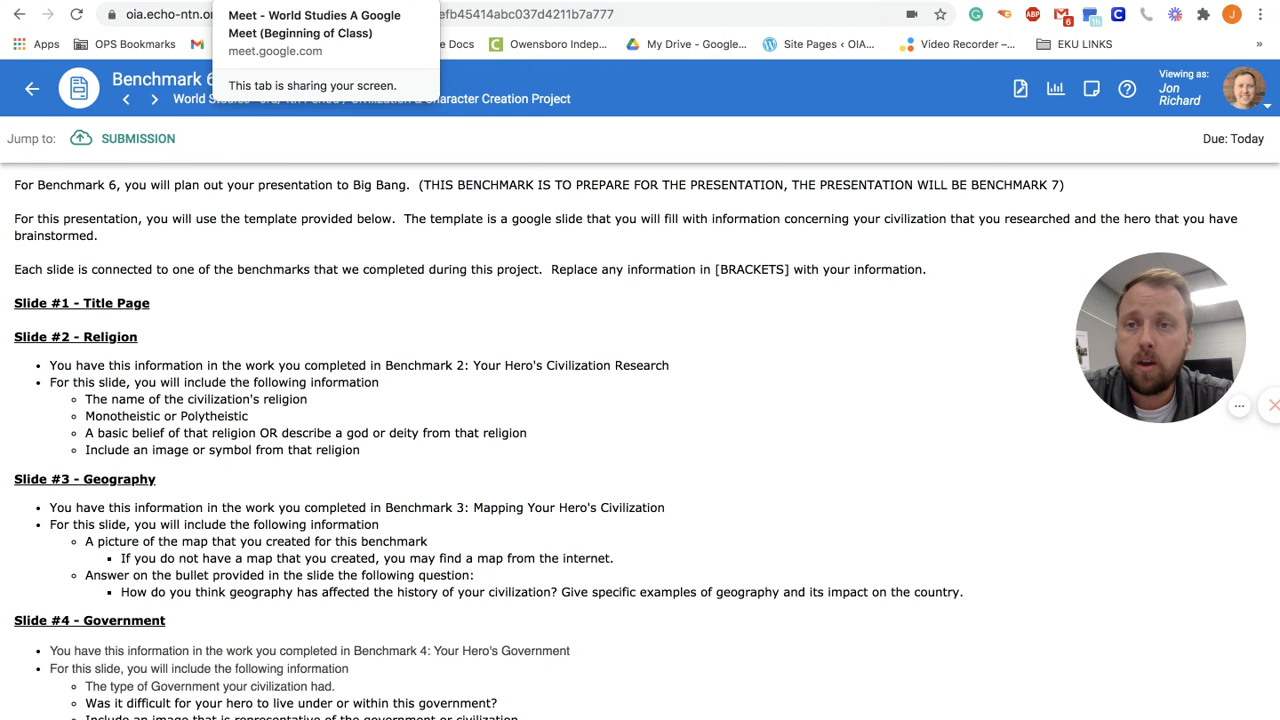 oia.echo-ntn.or
efb45414abc037d4211b7a777
Meet - World Studies A Google
Meet (Beginning of Class)
meet.google.com
This tab is sharing your screen.
ABP
6
1h
C
J
Apps
OPS Bookmarks
e Docs
Owensboro Indep...
My Drive - Google...
Site Pages ‹ OIA...
Video Recorder –...
EKU LINKS
»
Benchmark 6
World Studies
& Character Creation Project
Viewing as:
Jon
Richard
Jump to:
SUBMISSION
Due: Today
For Benchmark 6, you will plan out your presentation to Big Bang. (THIS BENCHMARK IS TO PREPARE FOR THE PRESENTATION, THE PRESENTATION WILL BE BENCHMARK 7)
For this presentation, you will use the template provided below. The template is a google slide that you will fill with information concerning your civilization that you researched and the hero that you have
brainstormed.
Each slide is connected to one of the benchmarks that we completed during this project. Replace any information in [BRACKETS] with your information.
Slide #1 - Title Page
Slide #2 - Religion
• You have this information in the work you completed in Benchmark 2: Your Hero's Civilization Research
• For this slide, you will include the following information
The name of the civilization's religion
Monotheistic or Polytheistic
A basic belief of that religion OR describe a god or deity from that religion
Include an image or symbol from that religion
Slide #3 - Geography
• You have this information in the work you completed in Benchmark 3: Mapping Your Hero's Civilization
• For this slide, you will include the following information
A picture of the map that you created for this benchmark
If you do not have a map that you created, you may find a map from the internet.
Answer on the bullet provided in the slide the following question:
How do you think geography has affected the history of your civilization? Give specific examples of geography and its impact on the country.
Slide #4 - Government
• You have this information in the work you completed in Benchmark 4: Your Hero's Government
• For this slide, you will include the following information
The type of Government your civilization had.
Was it difficult for your hero to live under or within this government?
Include an image that is representative of the government or civilization